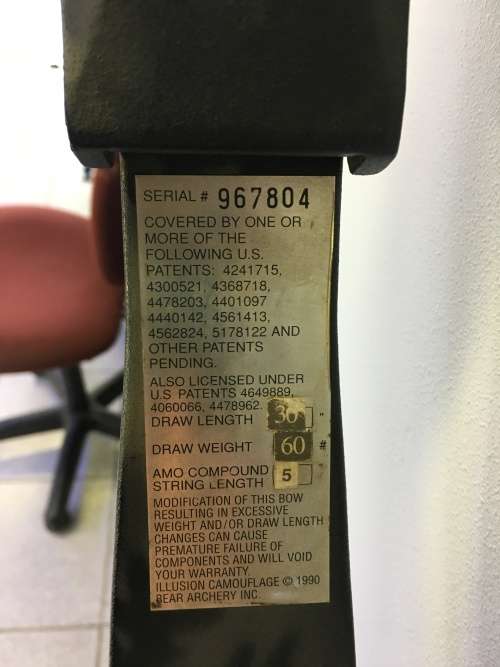 SERIAL # 967804
COVERED BY ONE OR
MORE OF THE
FOLLOWING U.S.
PATENTS: 4241715,
4300521, 4368718,
4478203, 4401097
4440142, 4561413,
4562824, 5178122 AND
OTHER PATENTS
PENDING.
ALSO LICENSED UNDER
U.S PATENTS 4649889,
4060066, 4478962.
DRAW LENGTH 30 "
DRAW WEIGHT 60 #
AMO COMPOUND
STRING LENGTH 5
MODIFICATION OF THIS BOW
RESULTING IN EXCESSIVE
WEIGHT AND/OR DRAW LENGTH
CHANGES CAN CAUSE
PREMATURE FAILURE OF
COMPONENTS AND WILL VOID
YOUR WARRANTY
ILLUSION CAMOUFLAGE © 1990
BEAR ARCHERY INC.